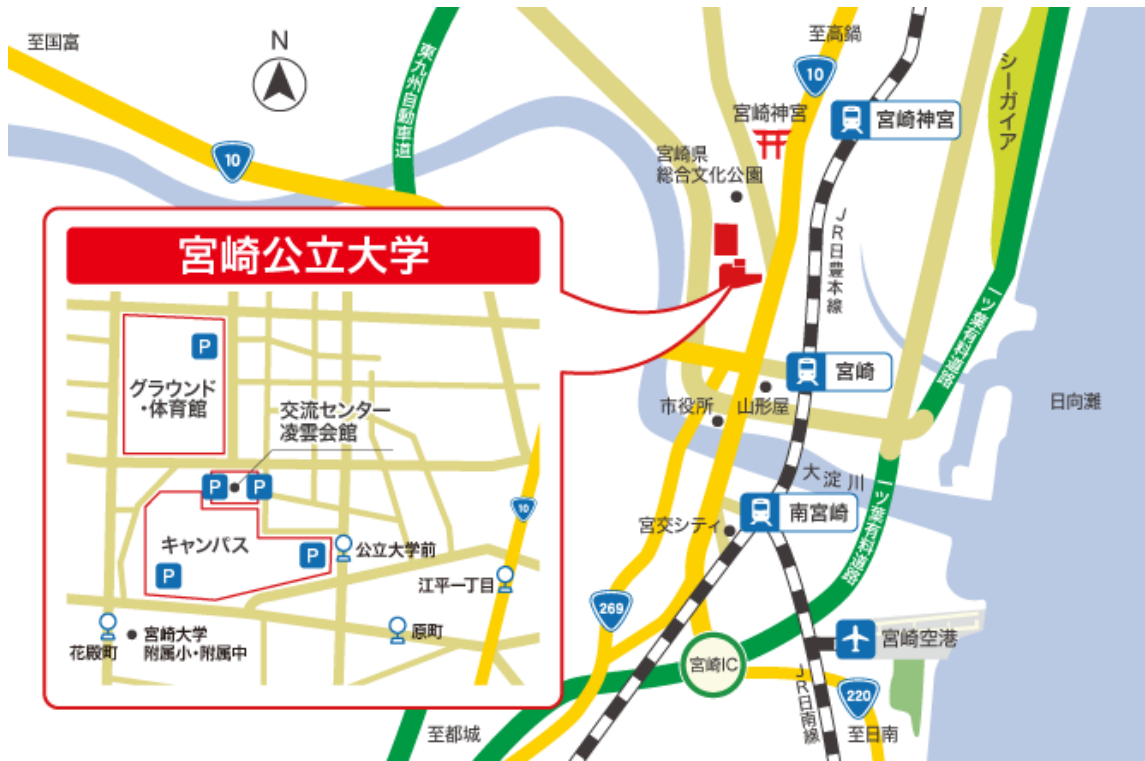 至国富
N
東九州自動車道
10
至高鍋
10
宮崎神宮
宮崎神宮
シーガイア
宮崎県
総合文化公園
JR日豊本線
一ツ葉有料道路
宮崎
日向灘
市役所
山形屋
大淀川
一ツ葉有料道路
南宮崎
宮交シティ
269
宮崎IC
宮崎空港
JR日南線
220
至都城
至日南
宮崎公立大学
P
グラウンド
・体育館
交流センター
凌雲会館
P
P
10
キャンパス
P
P
公立大学前
江平一丁目
花殿町
宮崎大学
附属小・附属中
原町